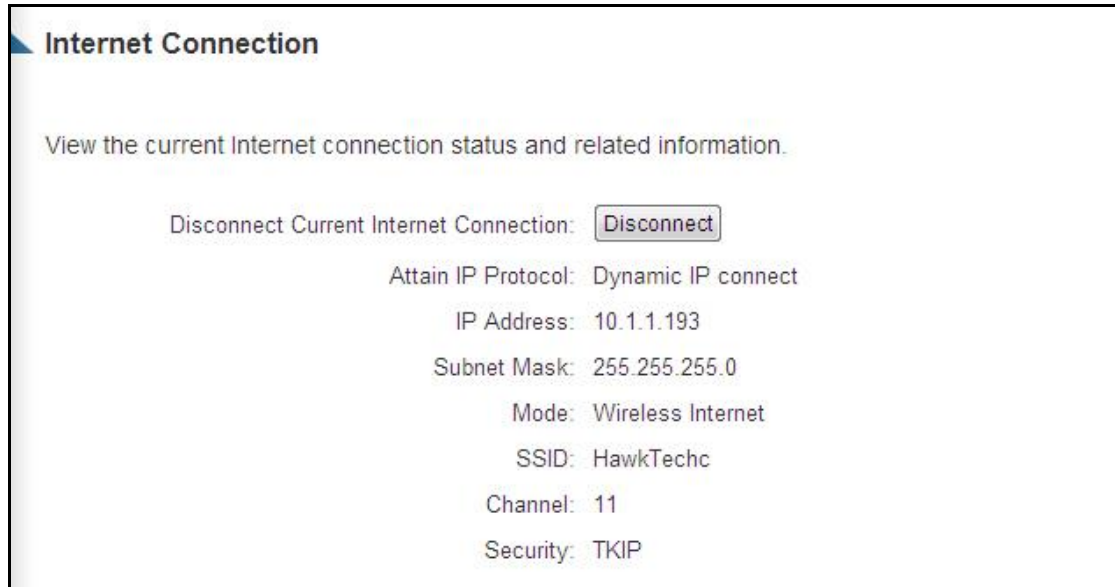 Internet Connection
View the current Internet connection status and related information.
Disconnect Current Internet Connection: Disconnect
Attain IP Protocol: Dynamic IP connect
IP Address: 10.1.1.193
Subnet Mask: 255.255.255.0
Mode: Wireless Internet
SSID: HawkTechc
Channel: 11
Security: TKIP